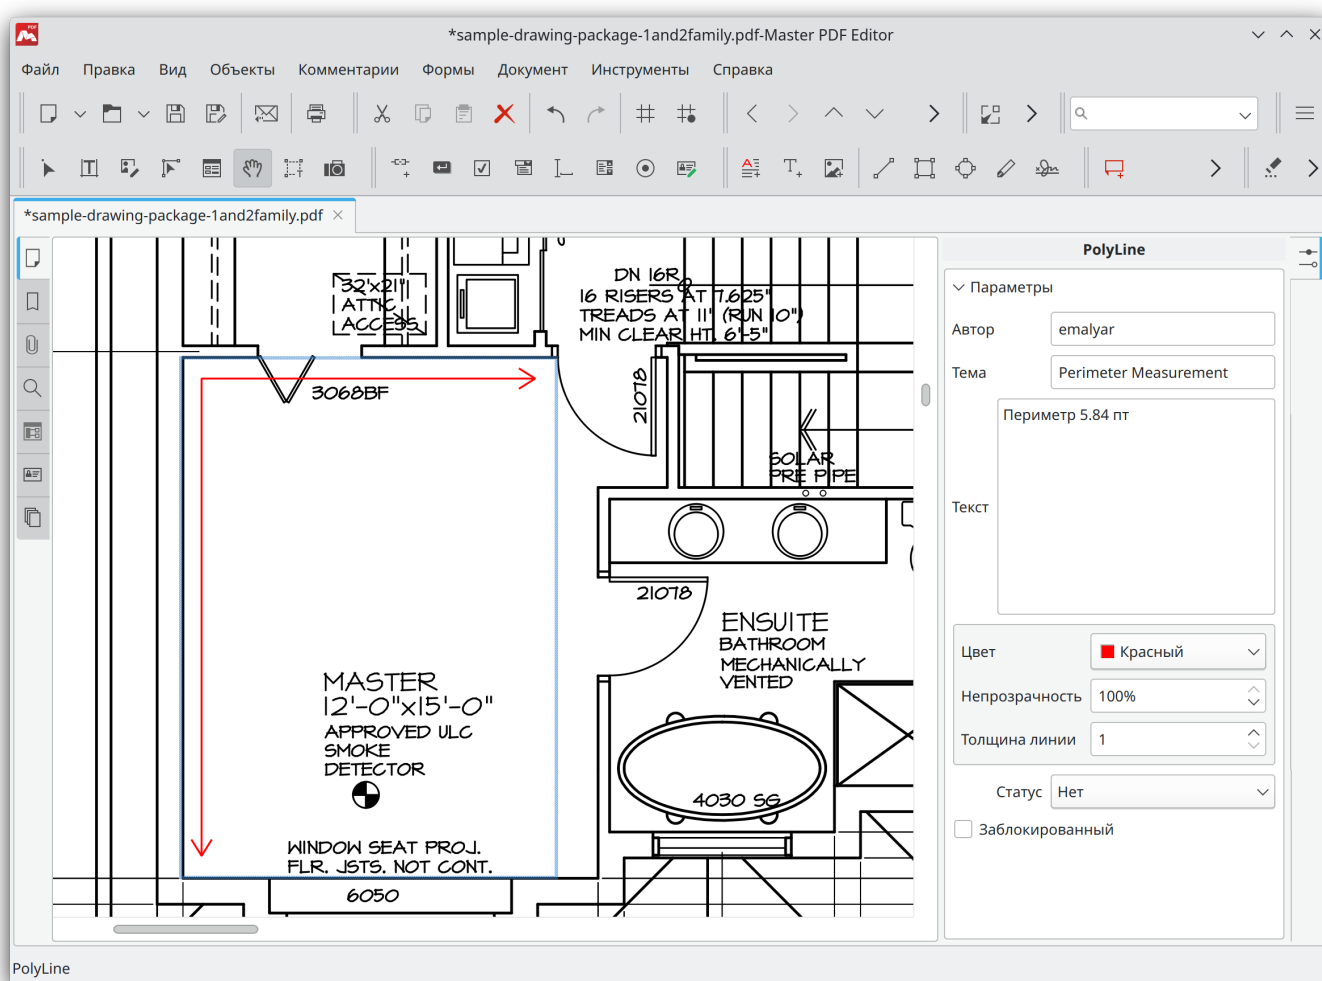 *sample-drawing-package-1and2family.pdf-Master PDF Editor
Файл Правка Вид Объекты Комментарии Формы Документ Инструменты Справка
*sample-drawing-package-1and2family.pdf
32"x21"
ATTIC
ACCESS
DN 16R
16 RISERS AT 7.625"
TREADS AT 11" (RUN 10")
MIN CLEAR HT. 6'-5"
3068BF
21078
SOLAR
PRE PIPE
21078
ENSUITE
BATHROOM
MECHANICALLY
VENTED
MASTER
12'-0"x15'-0"
APPROVED ULC
SMOKE
DETECTOR
4030 SG
WINDOW SEAT PROJ.
FLR. JSTS. NOT CONT.
6050
PolyLine
Параметры
Автор emalyar
Тема Perimeter Measurement
Текст Периметр 5.84 пт
Цвет Красный
Непрозрачность 100%
Толщина линии 1
Статус Нет
Заблокированный
PolyLine